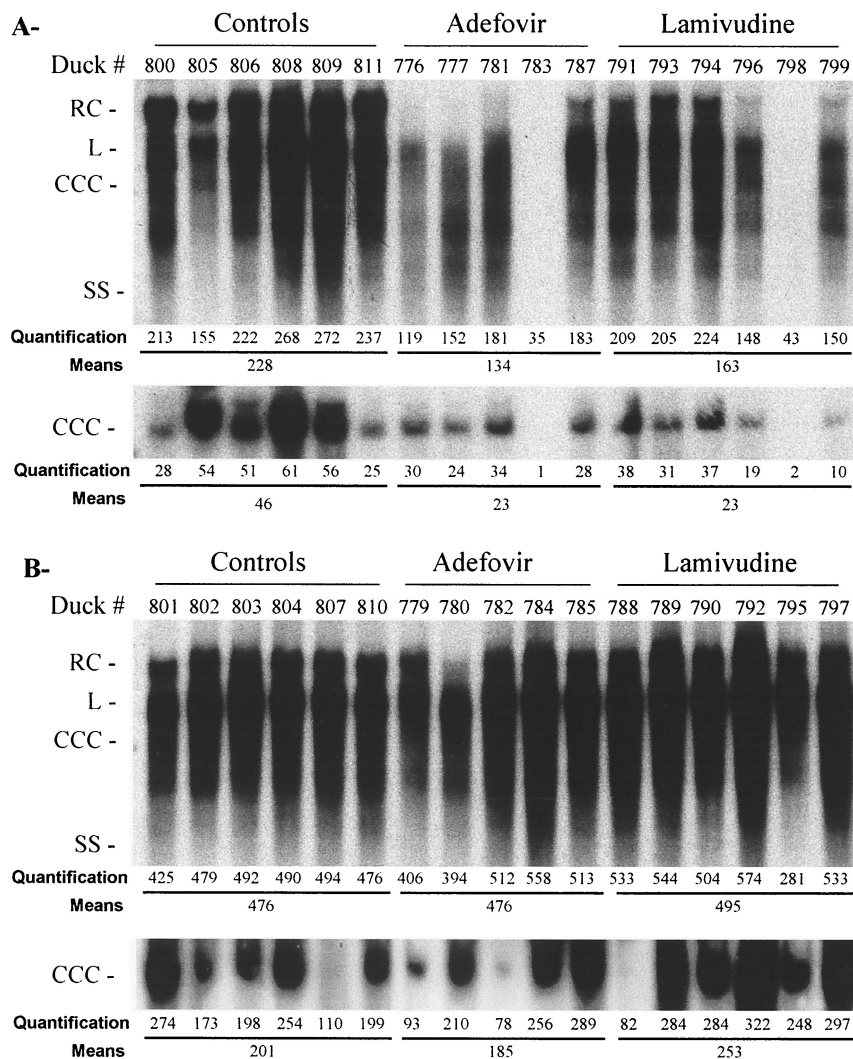 A-
Controls Adefovir Lamivudine
Duck # 800 805 806 808 809 811 776 777 781 783 787 791 793 794 796 798 799
RC -
L -
CCC -
SS -
Quantification 213 155 222 268 272 237 119 152 181 35 183 209 205 224 148 43 150
Means 228 134 163
CCC -
Quantification 28 54 51 61 56 25 30 24 34 1 28 38 31 37 19 2 10
Means 46 23 23
B-
Controls Adefovir Lamivudine
Duck # 801 802 803 804 807 810 779 780 782 784 785 788 789 790 792 795 797
RC -
L -
CCC -
SS -
Quantification 425 479 492 490 494 476 406 394 512 558 513 533 544 504 574 281 533
Means 476 476 495
CCC -
Quantification 274 173 198 254 110 199 93 210 78 256 289 82 284 284 322 248 297
Means 201 185 253